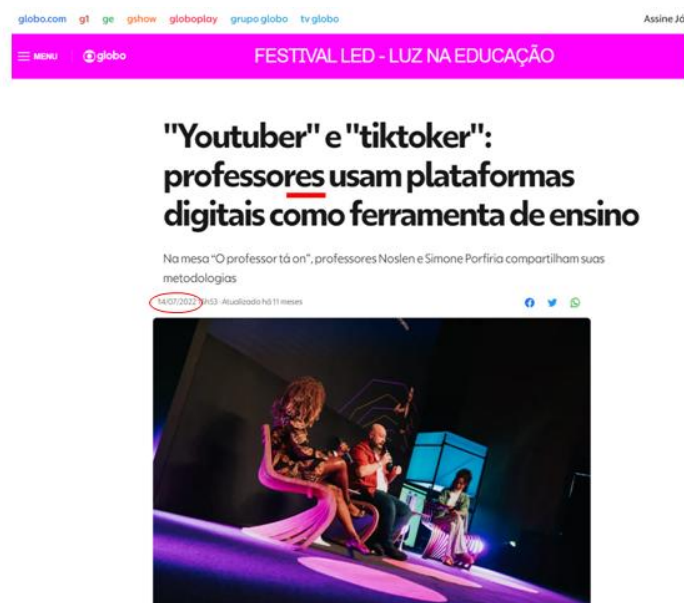 globo.com g1 ge gshow globoplay grupo globo tv globo Assine Já
MENU globo FESTIVAL LED - LUZ NA EDUCAÇÃO
"Youtuber" e "tiktoker":
professores usam plataformas
digitais como ferramenta de ensino
Na mesa “O professor tá on”, professores Noslen e Simone Porfiria compartilham suas
metodologias
14/07/2022 Atualizado há 11 meses